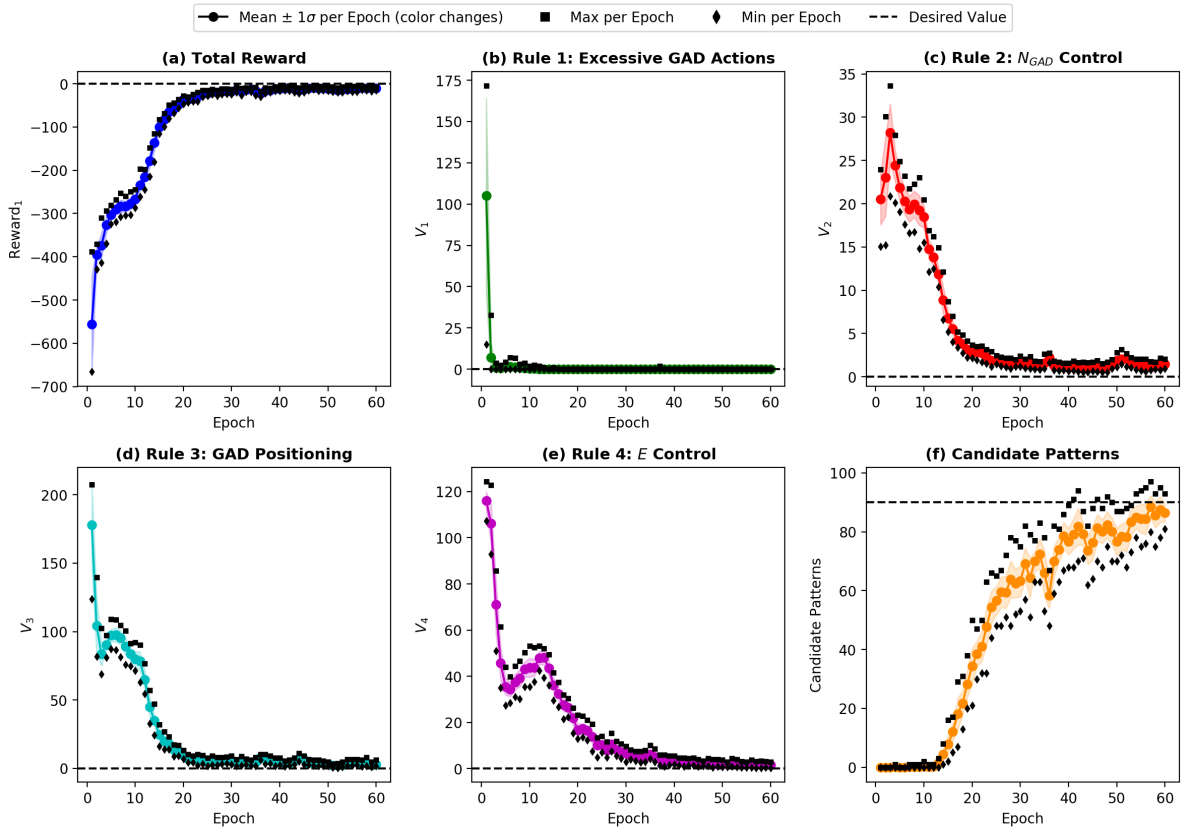 Mean ± 1σ per Epoch (color changes) Max per Epoch Min per Epoch Desired Value
(a) Total Reward
Reward₁
0
−100
−200
−300
−400
−500
−600
−700
0 10 20 30 40 50 60
Epoch
(b) Rule 1: Excessive GAD Actions
V₁
175
150
125
100
75
50
25
0
0 10 20 30 40 50 60
Epoch
(c) Rule 2: N_GAD Control
V₂
35
30
25
20
15
10
5
0
0 10 20 30 40 50 60
Epoch
(d) Rule 3: GAD Positioning
V₃
200
150
100
50
0
0 10 20 30 40 50 60
Epoch
(e) Rule 4: E Control
V₄
120
100
80
60
40
20
0
0 10 20 30 40 50 60
Epoch
(f) Candidate Patterns
Candidate Patterns
100
80
60
40
20
0
0 10 20 30 40 50 60
Epoch